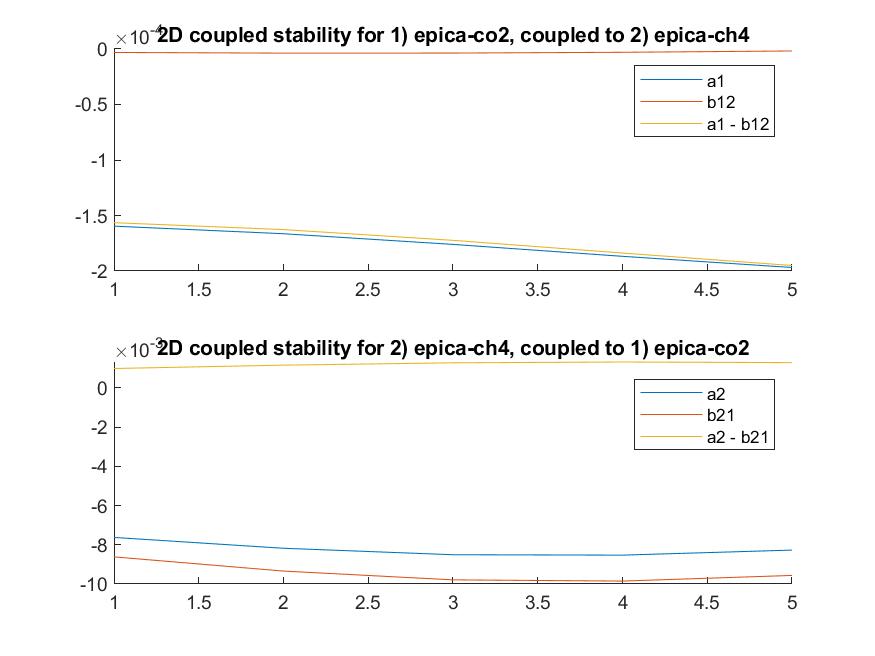 ×10-4
2D coupled stability for 1) epica-co2, coupled to 2) epica-ch4
0
-0.5
-1
-1.5
-2
a1
b12
a1 - b12
1 1.5 2 2.5 3 3.5 4 4.5 5
×10-3
2D coupled stability for 2) epica-ch4, coupled to 1) epica-co2
0
-2
-4
-6
-8
-10
a2
b21
a2 - b21
1 1.5 2 2.5 3 3.5 4 4.5 5